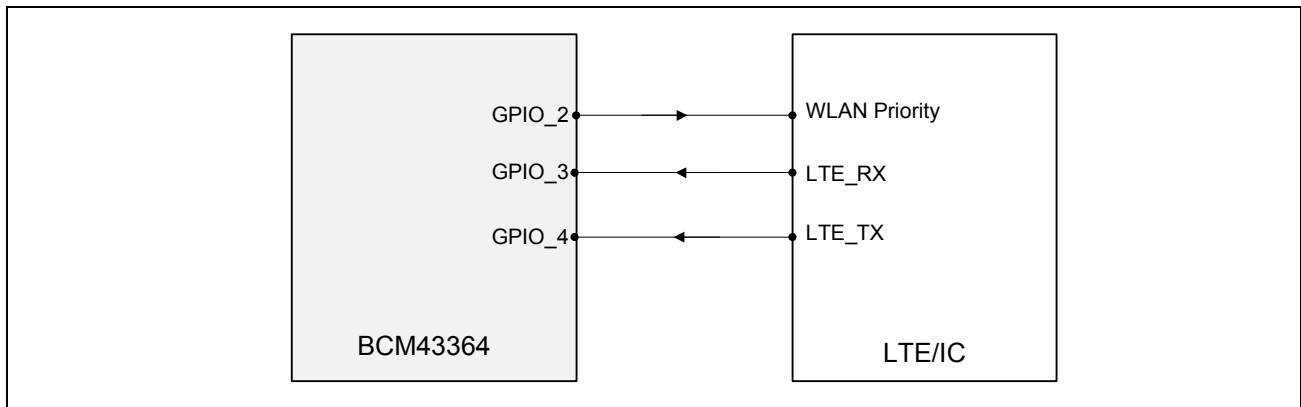 GPIO_2
WLAN Priority
GPIO_3
LTE_RX
GPIO_4
LTE_TX
BCM43364
LTE/IC